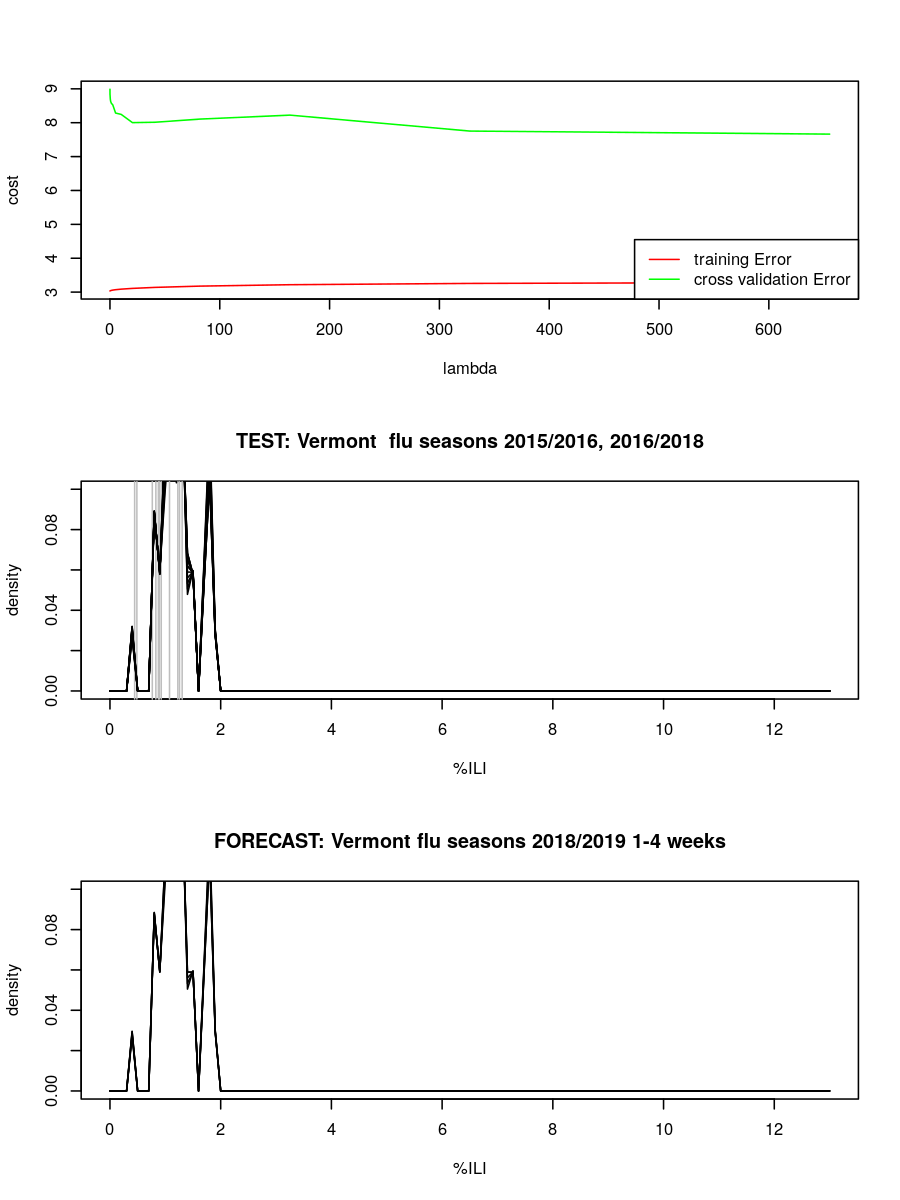 9
8
7
6
5
4
3
cost
training Error
cross validation Error
0 100 200 300 400 500 600
lambda
TEST: Vermont  flu seasons 2015/2016, 2016/2018
0.08
0.04
0.00
density
0 2 4 6 8 10 12
%ILI
FORECAST: Vermont flu seasons 2018/2019 1-4 weeks
0.08
0.04
0.00
density
0 2 4 6 8 10 12
%ILI